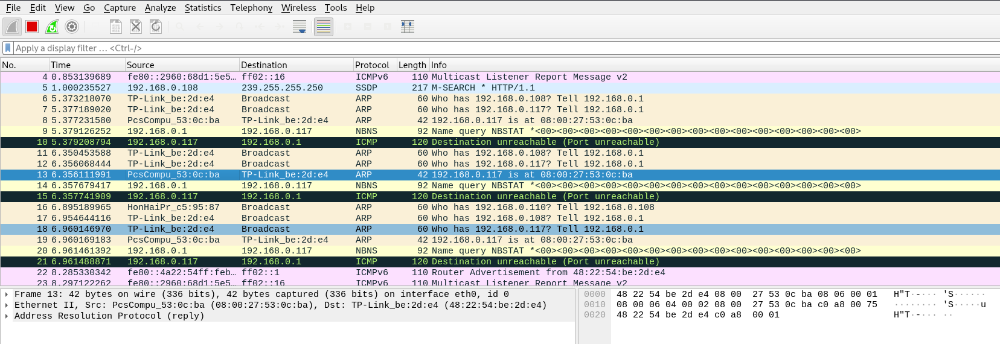 File Edit View Go Capture Analyze Statistics Telephony Wireless Tools Help
Apply a display filter … <Ctrl-/>
No. Time Source Destination Protocol Length Info
4 0.853139689 fe80::2960:68d1:5e5… ff02::16 ICMPv6 110 Multicast Listener Report Message v2
5 1.000235527 192.168.0.108 239.255.255.250 SSDP 217 M-SEARCH * HTTP/1.1
6 5.373218070 TP-Link_be:2d:e4 Broadcast ARP 60 Who has 192.168.0.108? Tell 192.168.0.1
7 5.377189020 TP-Link_be:2d:e4 Broadcast ARP 60 Who has 192.168.0.117? Tell 192.168.0.1
8 5.377231580 PcsCompu_53:0c:ba TP-Link_be:2d:e4 ARP 42 192.168.0.117 is at 08:00:27:53:0c:ba
9 5.379126252 192.168.0.1 192.168.0.117 NBNS 92 Name query NBSTAT *<00><00><00><00><00><00><00><00><00><00><00><00><00><00><00>
10 5.379208794 192.168.0.117 192.168.0.1 ICMP 120 Destination unreachable (Port unreachable)
11 6.350453588 TP-Link_be:2d:e4 Broadcast ARP 60 Who has 192.168.0.108? Tell 192.168.0.1
12 6.356068444 TP-Link_be:2d:e4 Broadcast ARP 60 Who has 192.168.0.117? Tell 192.168.0.1
13 6.356111991 PcsCompu_53:0c:ba TP-Link_be:2d:e4 ARP 42 192.168.0.117 is at 08:00:27:53:0c:ba
14 6.357679417 192.168.0.1 192.168.0.117 NBNS 92 Name query NBSTAT *<00><00><00><00><00><00><00><00><00><00><00><00><00><00><00>
15 6.357741909 192.168.0.117 192.168.0.1 ICMP 120 Destination unreachable (Port unreachable)
16 6.895189965 HonHaiPr_c5:95:87 Broadcast ARP 60 Who has 192.168.0.110? Tell 192.168.0.108
17 6.954644116 TP-Link_be:2d:e4 Broadcast ARP 60 Who has 192.168.0.108? Tell 192.168.0.1
18 6.960146970 TP-Link_be:2d:e4 Broadcast ARP 60 Who has 192.168.0.117? Tell 192.168.0.1
19 6.960169183 PcsCompu_53:0c:ba TP-Link_be:2d:e4 ARP 42 192.168.0.117 is at 08:00:27:53:0c:ba
20 6.961461392 192.168.0.1 192.168.0.117 NBNS 92 Name query NBSTAT *<00><00><00><00><00><00><00><00><00><00><00><00><00><00><00>
21 6.961488871 192.168.0.117 192.168.0.1 ICMP 120 Destination unreachable (Port unreachable)
22 8.285330342 fe80::4a22:54ff:feb… ff02::1 ICMPv6 110 Router Advertisement from 48:22:54:be:2d:e4
23 8.297122262 fe80::2960:68d1:5e5… ff02::16 ICMPv6 110 Multicast Listener Report Message v2
Frame 13: 42 bytes on wire (336 bits), 42 bytes captured (336 bits) on interface eth0, id 0
Ethernet II, Src: PcsCompu_53:0c:ba (08:00:27:53:0c:ba), Dst: TP-Link_be:2d:e4 (48:22:54:be:2d:e4)
Address Resolution Protocol (reply)
0000 48 22 54 be 2d e4 08 00 27 53 0c ba 08 06 00 01 H"T·-··· 'S······
0010 08 00 06 04 00 02 08 00 27 53 0c ba c0 a8 00 75 ········ 'S·····u
0020 48 22 54 be 2d e4 c0 a8 00 01 H"T·-··· ··